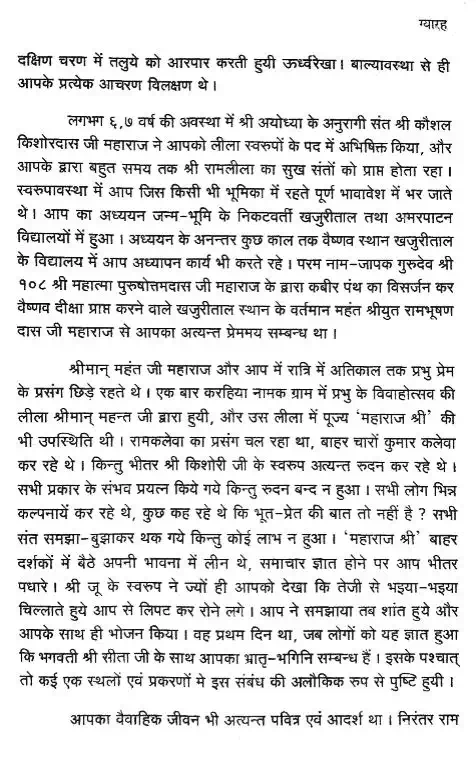 ग्यारह
दक्षिण चरण में तलुये को आरपार करती हुयी ऊर्ध्वरेखा। बाल्यावस्था से ही
आपके प्रत्येक आचरण विलक्षण थे।
लगभग ६,७ वर्ष की अवस्था में श्री अयोध्या के अनुरागी संत श्री कौशल
किशोरदास जी महाराज ने आपको लीला स्वरुपों के पद में अभिषिक्त किया, और
आपके द्वारा बहुत समय तक श्री रामलीला का सुख संतों को प्राप्त होता रहा।
स्वरुपावस्था में आप जिस किसी भी भूमिका में रहते पूर्ण भावावेश में भर जाते
थे। आप का अध्ययन जन्म-भूमि के निकटवर्ती खजुरीताल तथा अमरपाटन
विद्यालयों में हुआ। अध्ययन के अनन्तर कुछ काल तक वैष्णव स्थान खजुरीताल
के विद्यालय में आप अध्यापन कार्य भी करते रहे। परम नाम-जापक गुरुदेव श्री
१०८ श्री महात्मा पुरुषोत्तमदास जी महाराज के द्वारा कबीर पंथ का विसर्जन कर
वैष्णव दीक्षा प्राप्त करने वाले खजुरीताल स्थान के वर्तमान महंत श्रीयुत रामभूषण
दास जी महाराज से आपका अत्यन्त प्रेममय सम्बन्ध था।
श्रीमान् महंत जी महाराज और आप में रात्रि में अतिकाल तक प्रभु प्रेम
के प्रसंग छिड़े रहते थे। एक बार करहिया नामक ग्राम में प्रभु के विवाहोत्सव की
लीला श्रीमान् महन्त जी द्वारा हुयी, और उस लीला में पूज्य 'महाराज श्री' की
भी उपस्थिति थी। रामकलेवा का प्रसंग चल रहा था, बाहर चारों कुमार कलेवा
कर रहे थे। किन्तु भीतर श्री किशोरी जी के स्वरुप अत्यन्त रुदन कर रहे थे।
सभी प्रकार के संभव प्रयत्न किये गये किन्तु रुदन बन्द न हुआ। सभी लोग भिन्न
कल्पनायें कर रहे थे, कुछ कह रहे थे कि भूत-प्रेत की बात तो नहीं है ? सभी
संत समझा-बुझाकर थक गये किन्तु कोई लाभ न हुआ। 'महाराज श्री' बाहर
दर्शकों में बैठे अपनी भावना में लीन थे, समाचार ज्ञात होने पर आप भीतर
पधारे। श्री जू के स्वरुप ने ज्यों ही आपको देखा कि तेजी से भइया-भइया
चिल्लाते हुये आप से लिपट कर रोने लगे। आप ने समझाया तब शांत हुये और
आपके साथ ही भोजन किया। वह प्रथम दिन था, जब लोगों को यह ज्ञात हुआ
कि भगवती श्री सीता जी के साथ आपका भ्रातृ-भगिनि सम्बन्ध हैं। इसके पश्चात्
तो कई एक स्थलों एवं प्रकरणों मे इस संबंध की अलौकिक रुप से पुष्टि हुयी।
आपका वैवाहिक जीवन भी अत्यन्त पवित्र एवं आदर्श था। निरंतर राम